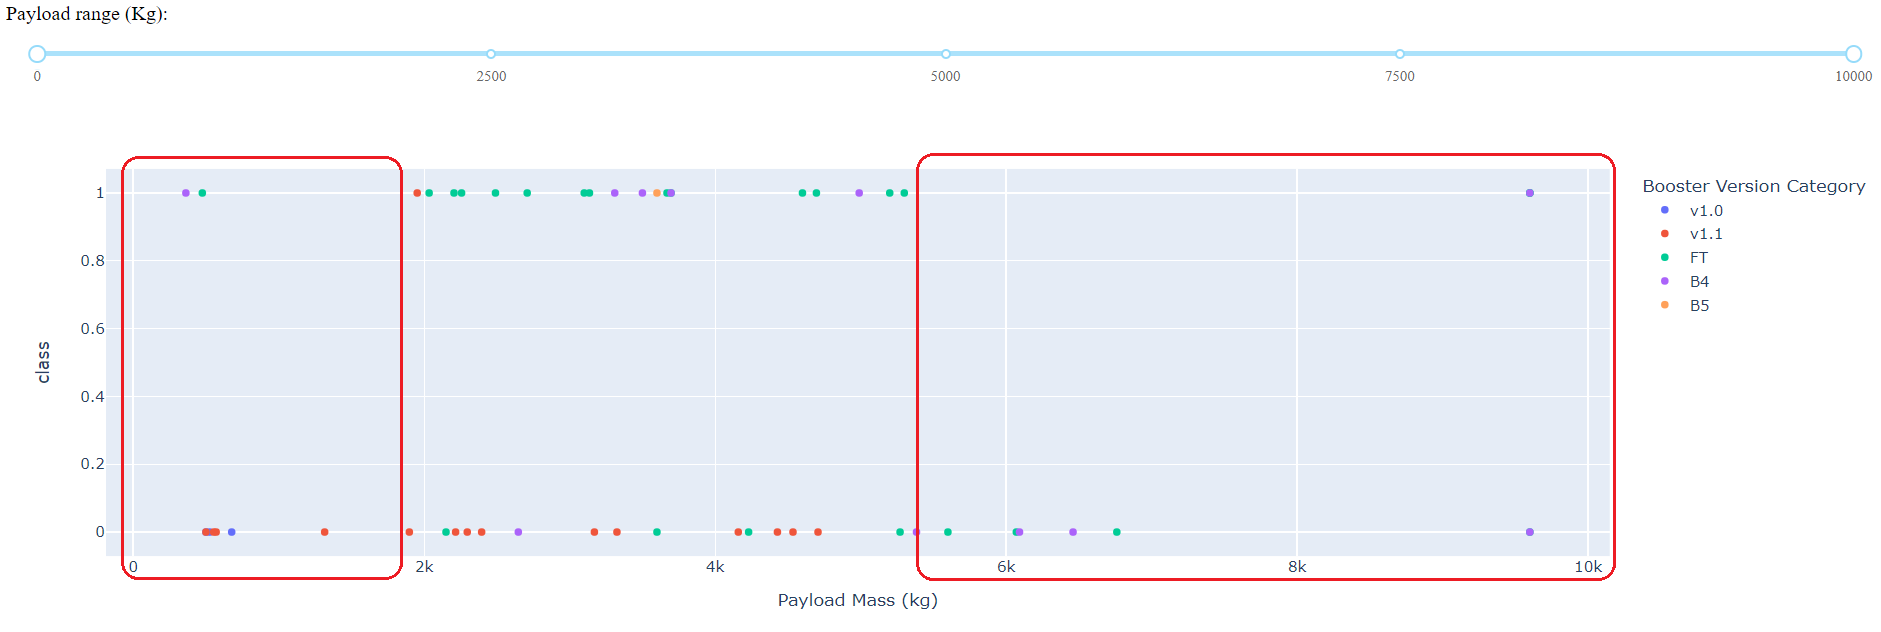 Payload range (Kg):
0 2500 5000 7500 10000
Booster Version Category
v1.0
v1.1
FT
B4
B5
class
1
0.8
0.6
0.4
0.2
0
0 2k 4k 6k 8k 10k
Payload Mass (kg)